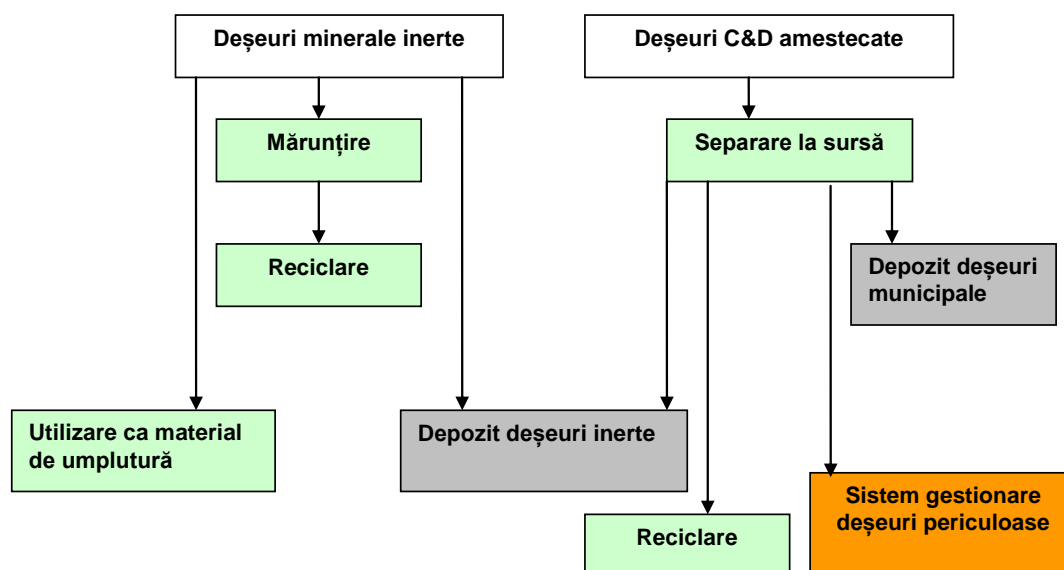 Deșeuri minerale inerte
Deșeuri C&D amestecate
Mărunțire
Separare la sursă
Reciclare
Depozit deșeuri
municipale
Utilizare ca material
de umplutură
Depozit deșeuri inerte
Sistem gestionare
deșeuri periculoase
Reciclare